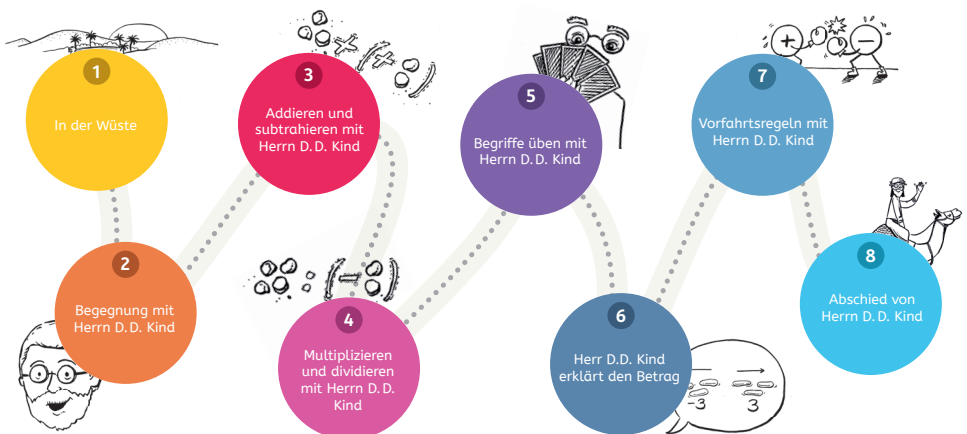 1
In der Wüste
2
Begegnung mit
Herrn D. D. Kind
3
Addieren und
subtrahieren mit
Herrn D. D. Kind
4
Multiplizieren
und dividieren
mit Herrn D. D.
Kind
5
Begriffe üben mit
Herrn D. D. Kind
6
Herr D.D. Kind
erklärt den Betrag
-3 3
7
Vorfahrtsregeln mit
Herrn D. D. Kind
+ −
8
Abschied von
Herrn D. D. Kind